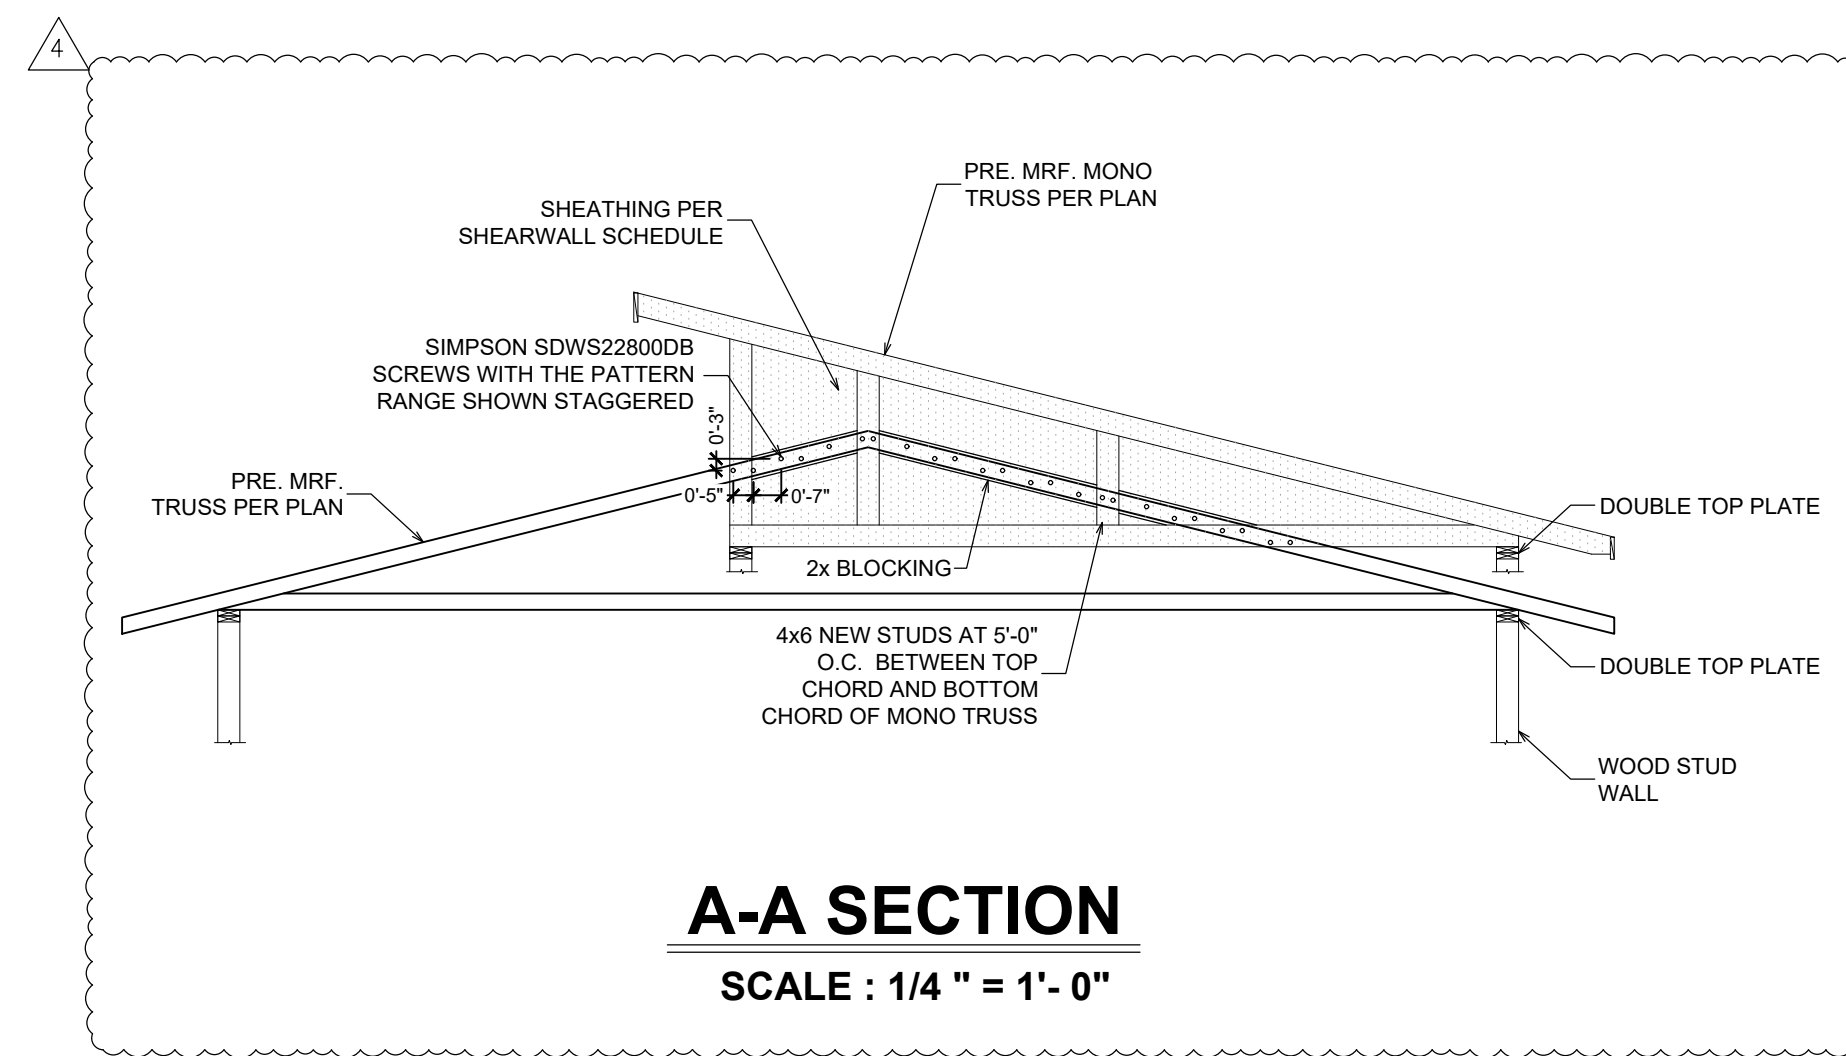 4
PRE. MRF. MONO
TRUSS PER PLAN
SHEATHING PER
SHEARWALL SCHEDULE
SIMPSON SDWS22800DB
SCREWS WITH THE PATTERN
RANGE SHOWN STAGGERED
0'-3"
PRE. MRF.
TRUSS PER PLAN
0'-5"
0'-7"
DOUBLE TOP PLATE
2x BLOCKING
4x6 NEW STUDS AT 5'-0"
O.C. BETWEEN TOP
CHORD AND BOTTOM
CHORD OF MONO TRUSS
DOUBLE TOP PLATE
WOOD STUD
WALL
A-A SECTION
SCALE : 1/4 " = 1'- 0"